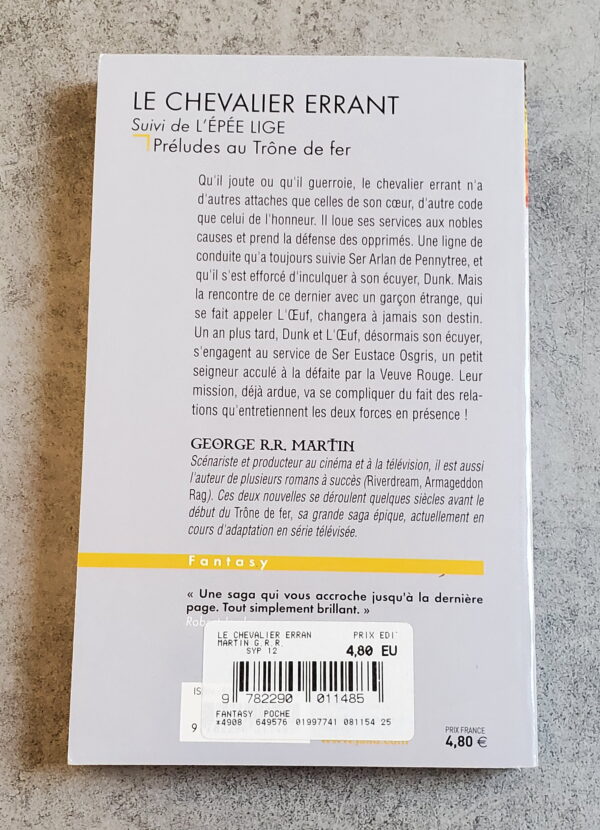 LE CHEVALIER ERRANT
Suivi de L'ÉPÉE LIGE
Préludes au Trône de fer
Qu'il joute ou qu'il guerroie, le chevalier errant n'a
d'autres attaches que celles de son cœur, d'autre code
que celui de l'honneur. Il loue ses services aux nobles
causes et prend la défense des opprimés. Une ligne de
conduite qu'a toujours suivie Ser Arlan de Pennytree, et
qu'il s'est efforcé d'inculquer à son écuyer, Dunk. Mais
la rencontre de ce dernier avec un garçon étrange, qui
se fait appeler L'Œuf, changera à jamais son destin.
Un an plus tard, Dunk et L'Œuf, désormais son écuyer,
s'engagent au service de Ser Eustace Osgris, un petit
seigneur acculé à la défaite par la Veuve Rouge. Leur
mission, déjà ardue, va se compliquer du fait des rela-
tions qu'entretiennent les deux forces en présence !
GEORGE R.R. MARTIN
Scénariste et producteur au cinéma et à la télévision, il est aussi
l'auteur de plusieurs romans à succès (Riverdream, Armageddon
Rag). Ces deux nouvelles se déroulent quelques siècles avant le
début du Trône de fer, sa grande saga épique, actuellement en
cours d'adaptation en série télévisée.
Fantasy
« Une saga qui vous accroche jusqu'à la dernière
page. Tout simplement brillant. »
LE CHEVALIER ERRAN PRIX EDI
MARTIN G.R.R.
SYP 12 4,80 EU
9 782290 011485
FANTASY POCHE
*4908 649576 01997741 081154 25
9
PRIX FRANCE
4,80 €